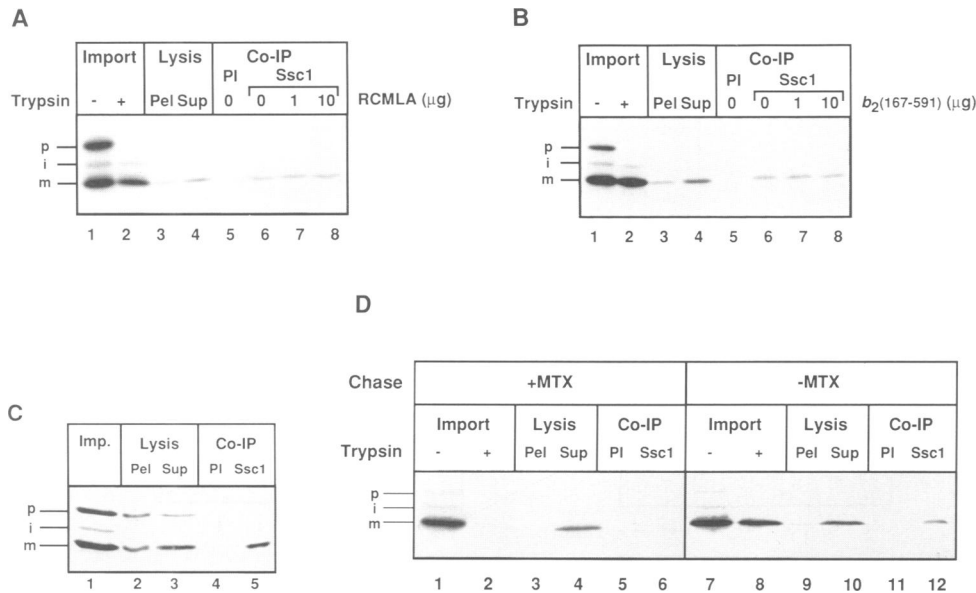 A
Import Lysis Co-IP
PI Ssc1
Trypsin - + Pel Sup 0 0 1 10 RCMLA (µg)
p
i
m
1 2 3 4 5 6 7 8
B
Import Lysis Co-IP
PI Ssc1
Trypsin - + Pel Sup 0 0 1 10 b2(167-591) (µg)
p
i
m
1 2 3 4 5 6 7 8
C
Imp. Lysis Co-IP
Pel Sup PI Ssc1
p
i
m
1 2 3 4 5
D
Chase +MTX -MTX
Import Lysis Co-IP Import Lysis Co-IP
Trypsin - + Pel Sup PI Ssc1 - + Pel Sup PI Ssc1
p
i
m
1 2 3 4 5 6 7 8 9 10 11 12